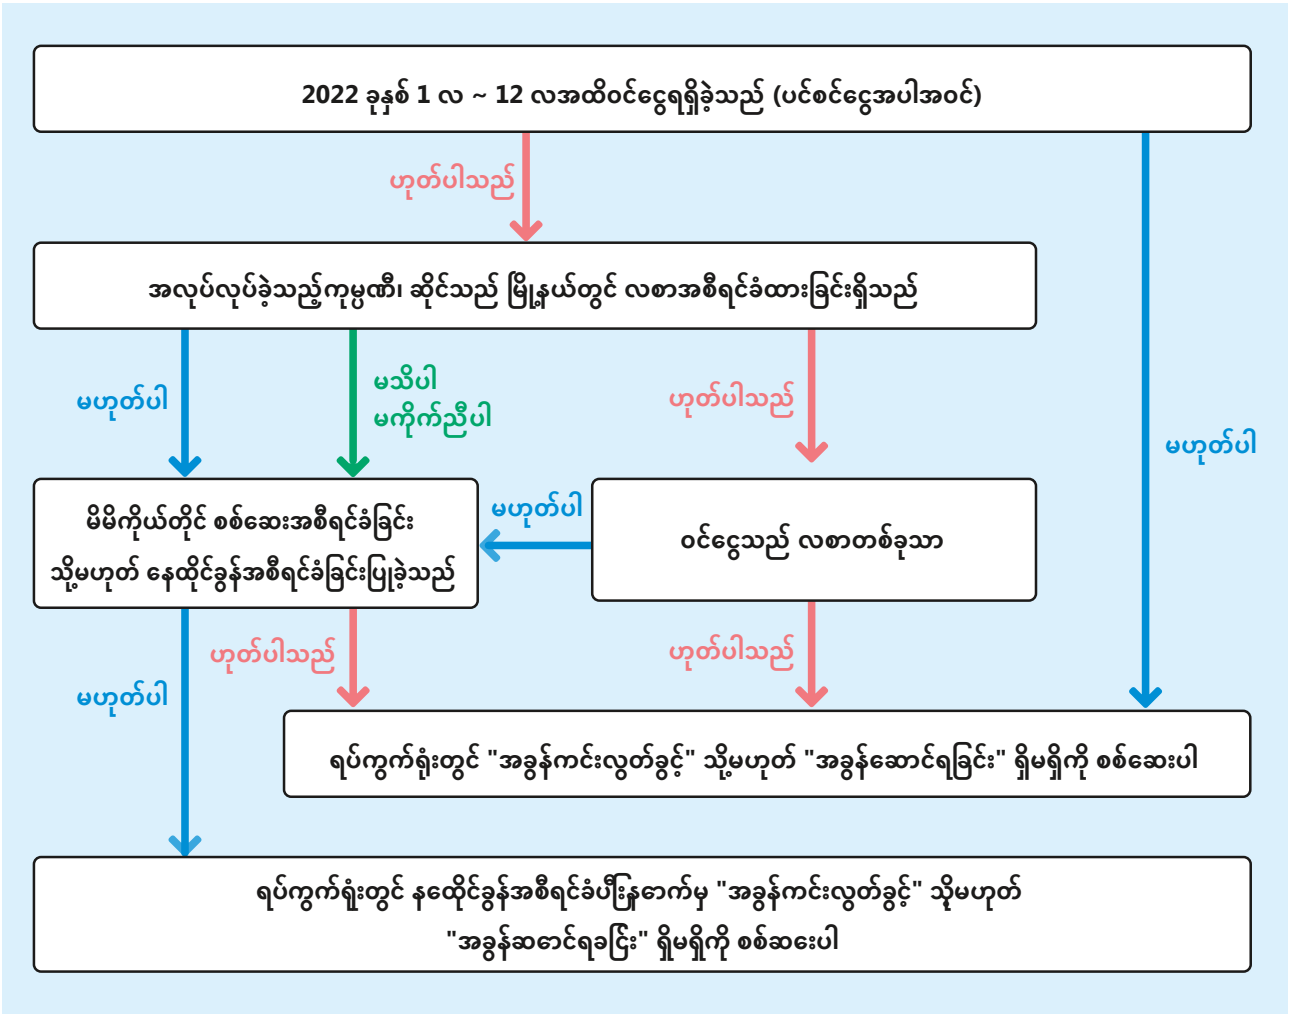 2022 ခုနှစ် 1 လ ~ 12 လအထိဝင်ငွေရရှိခဲ့သည် (ပင်စင်ငွေအပါအဝင်)
ဟုတ်ပါသည်
အလုပ်လုပ်ခဲ့သည့်ကုမ္ပဏီ၊ ဆိုင်သည် မြို့နယ်တွင် လစာအစီရင်ခံထားခြင်းရှိသည်
မဟုတ်ပါ
မသိပါ
မကိုက်ညီပါ
ဟုတ်ပါသည်
မဟုတ်ပါ
မိမိကိုယ်တိုင် စစ်ဆေးအစီရင်ခံခြင်း
သို့မဟုတ် နေထိုင်ခွန်အစီရင်ခံခြင်းပြုခဲ့သည်
မဟုတ်ပါ
ဝင်ငွေသည် လစာတစ်ခုသာ
ဟုတ်ပါသည်
ဟုတ်ပါသည်
မဟုတ်ပါ
ရပ်ကွက်ရုံးတွင် "အခွန်ကင်းလွတ်ခွင့်" သို့မဟုတ် "အခွန်ဆောင်ရခြင်း" ရှိမရှိကို စစ်ဆေးပါ
ရပ်ကွက်ရုံးတွင် နေထိုင်ခွန်အစီရင်ခံပြီးနောက်မှ "အခွန်ကင်းလွတ်ခွင့်" သို့မဟုတ်
"အခွန်ဆောင်ရခြင်း" ရှိမရှိကို စစ်ဆေးပါ